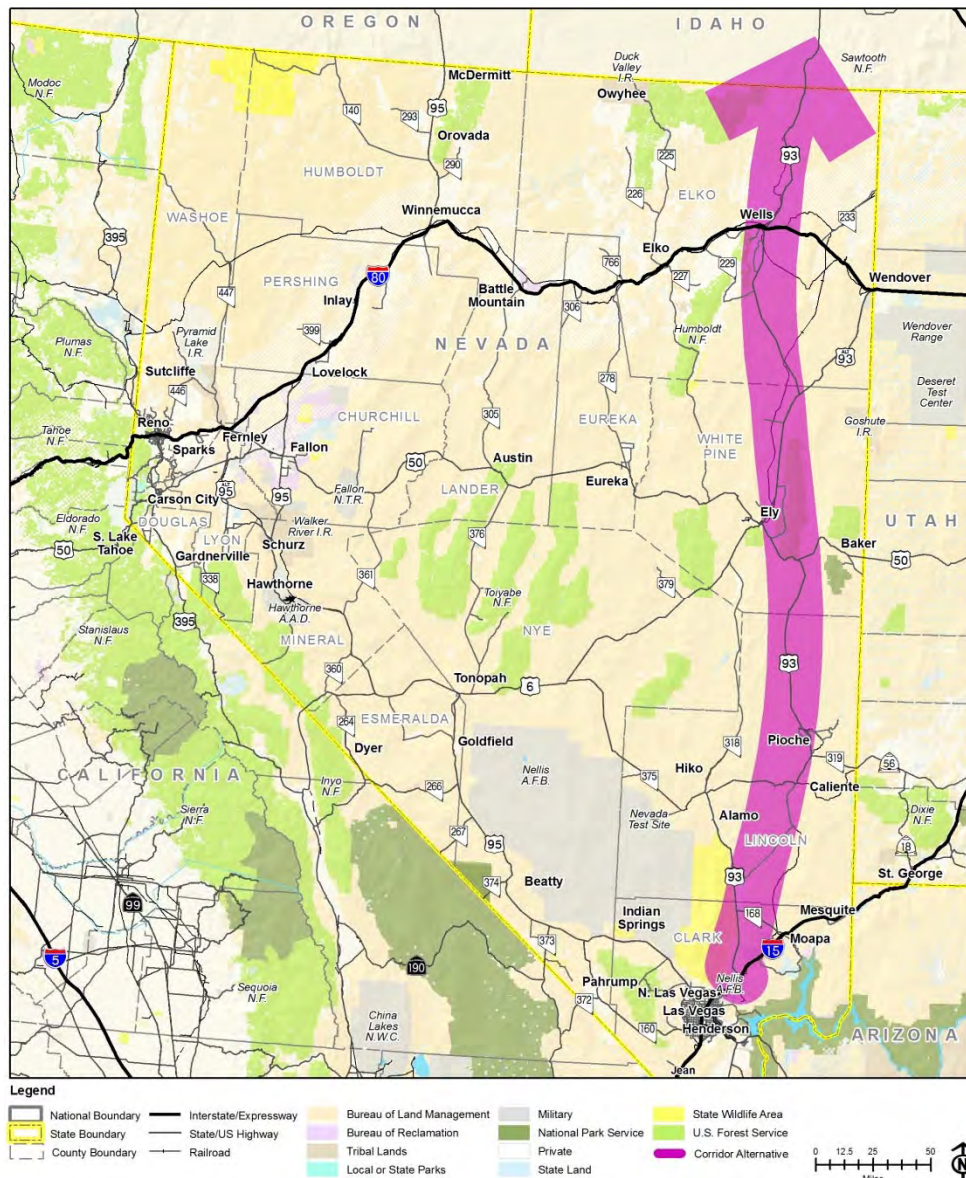 OREGON
IDAHO
Modoc
N.F.
McDermitt
Duck
Valley
I.R.
Owyhee
Sawtooth
N.F.
95
140
293
Orovada
290
225
226
93
HUMBOLDT
ELKO
WASHOE
Winnemucca
Wells
233
395
447
PERSHING
80
Inlay
Battle
Mountain
766
Elko
227
229
306
Wendover
399
Pyramid
Lake
I.R.
Plumas
N.F.
Sutcliffe
446
Lovelock
NEVADA
Humboldt
N.F.
ALT
93
Wendover
Range
Deseret
Test
Center
278
305
CHURCHILL
EUREKA
WHITE
PINE
Goshute
I.R.
Tahoe
N.F.
Reno
Sparks
Fernley
Fallon
50
Austin
Eureka
ALT
95
95
Fallon
N.T.R.
LANDER
Carson City
DOUGLAS
Eldorado
N.F.
50
S. Lake
Tahoe
LYON
Walker
River I.R.
Schurz
Gardnerville
338
Hawthorne
Hawthorne
A.A.D.
361
376
Toiyabe
N.F.
Ely
UTAH
Baker
50
379
Stanislaus
N.F.
395
MINERAL
NYE
360
Tonopah
6
93
264
ESMERALDA
Dyer
Goldfield
318
Pioche
319
56
CALIFORNIA
Inyo
N.F
266
Nellis
A.F.B.
375
Hiko
Caliente
Sierra
N.F.
Nevada
Test Site
Alamo
LINCOLN
Dixie
N.F.
18
267
95
374
Beatty
93
St. George
99
Indian
Springs
168
Mesquite
Moapa
15
CLARK
373
5
190
Sequoia
N.F.
Pahrump
372
Nellis
A.F.B.
N. Las Vegas
Las Vegas
160
Henderson
China
Lakes
N.W.C.
ARIZONA
Jean
Legend
National Boundary
State Boundary
County Boundary
Interstate/Expressway
State/US Highway
Railroad
Bureau of Land Management
Bureau of Reclamation
Tribal Lands
Local or State Parks
Military
National Park Service
Private
State Land
State Wildlife Area
U.S. Forest Service
Corridor Alternative
0 12.5 25 50
Miles
N